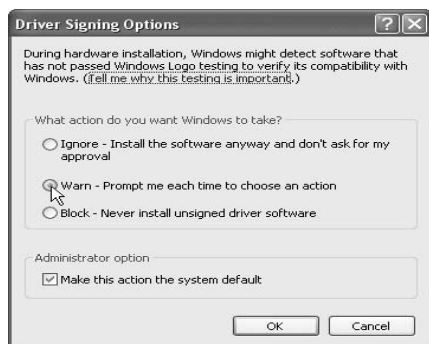 Driver Signing Options
During hardware installation, Windows might detect software that
has not passed Windows Logo testing to verify its compatibility with
Windows. (Tell me why this testing is important.)
What action do you want Windows to take?
Ignore - Install the software anyway and don't ask for my
approval
Warn - Prompt me each time to choose an action
Block - Never install unsigned driver software
Administrator option
Make this action the system default
OK Cancel